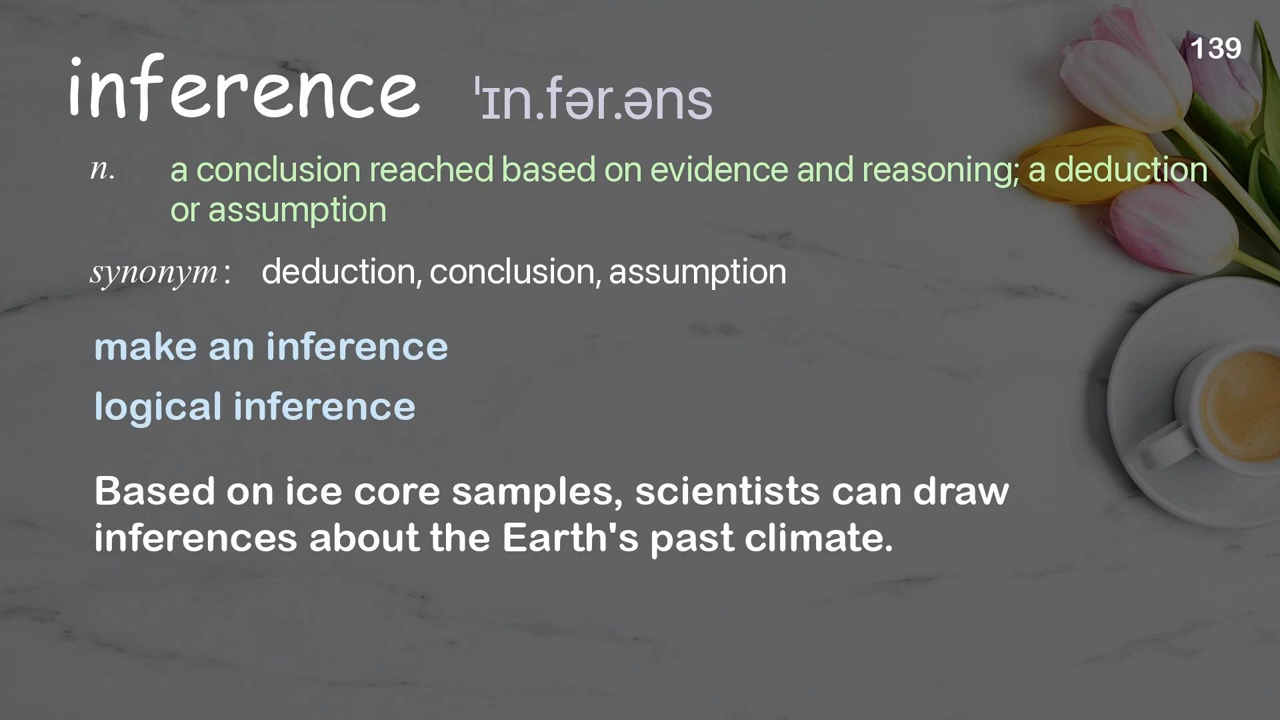 139
inference ˈɪn.fər.əns
n. a conclusion reached based on evidence and reasoning; a deduction
or assumption
synonym: deduction, conclusion, assumption
make an inference
logical inference
Based on ice core samples, scientists can draw
inferences about the Earth's past climate.